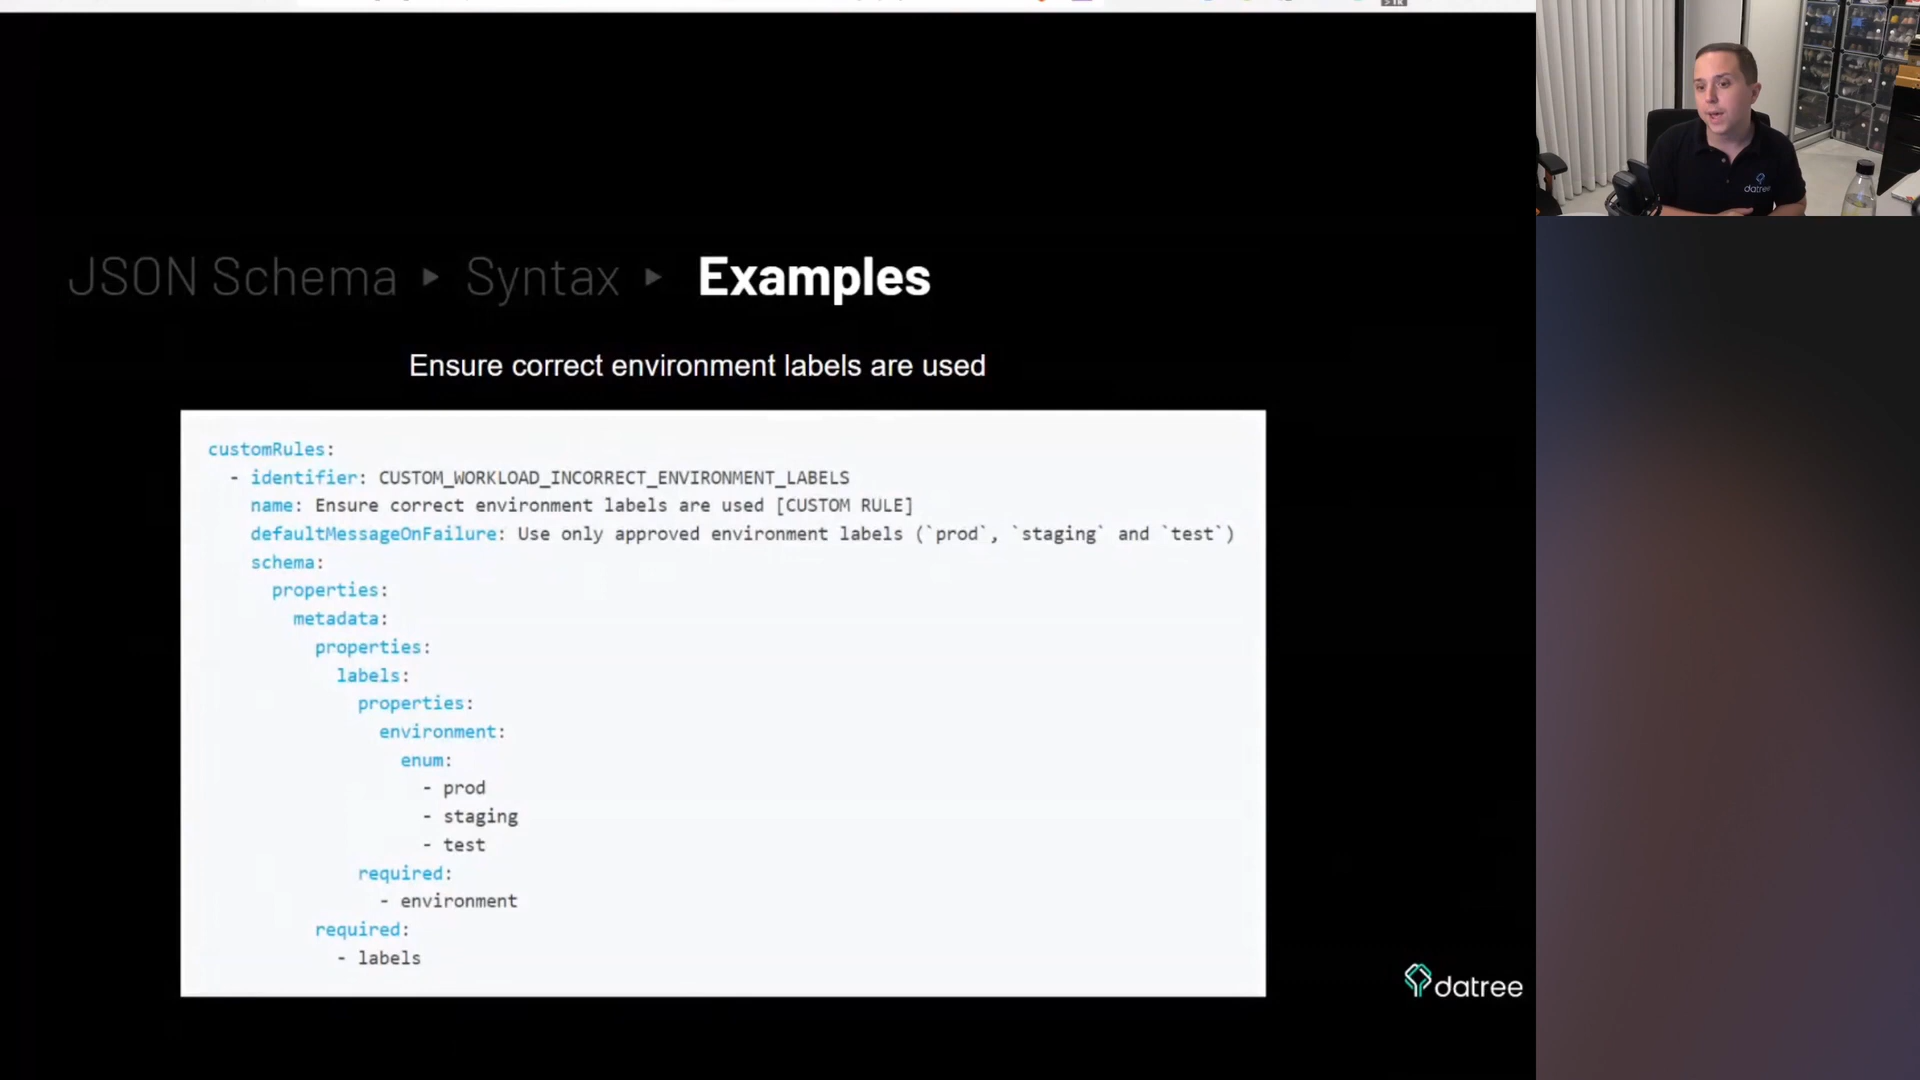 JSON Schema ▸ Syntax ▸ Examples
Ensure correct environment labels are used
customRules:
  - identifier: CUSTOM_WORKLOAD_INCORRECT_ENVIRONMENT_LABELS
    name: Ensure correct environment labels are used [CUSTOM RULE]
    defaultMessageOnFailure: Use only approved environment labels (`prod`, `staging` and `test`)
    schema:
      properties:
        metadata:
          properties:
            labels:
              properties:
                environment:
                  enum:
                    - prod
                    - staging
                    - test
              required:
                - environment
          required:
            - labels
datree
datree